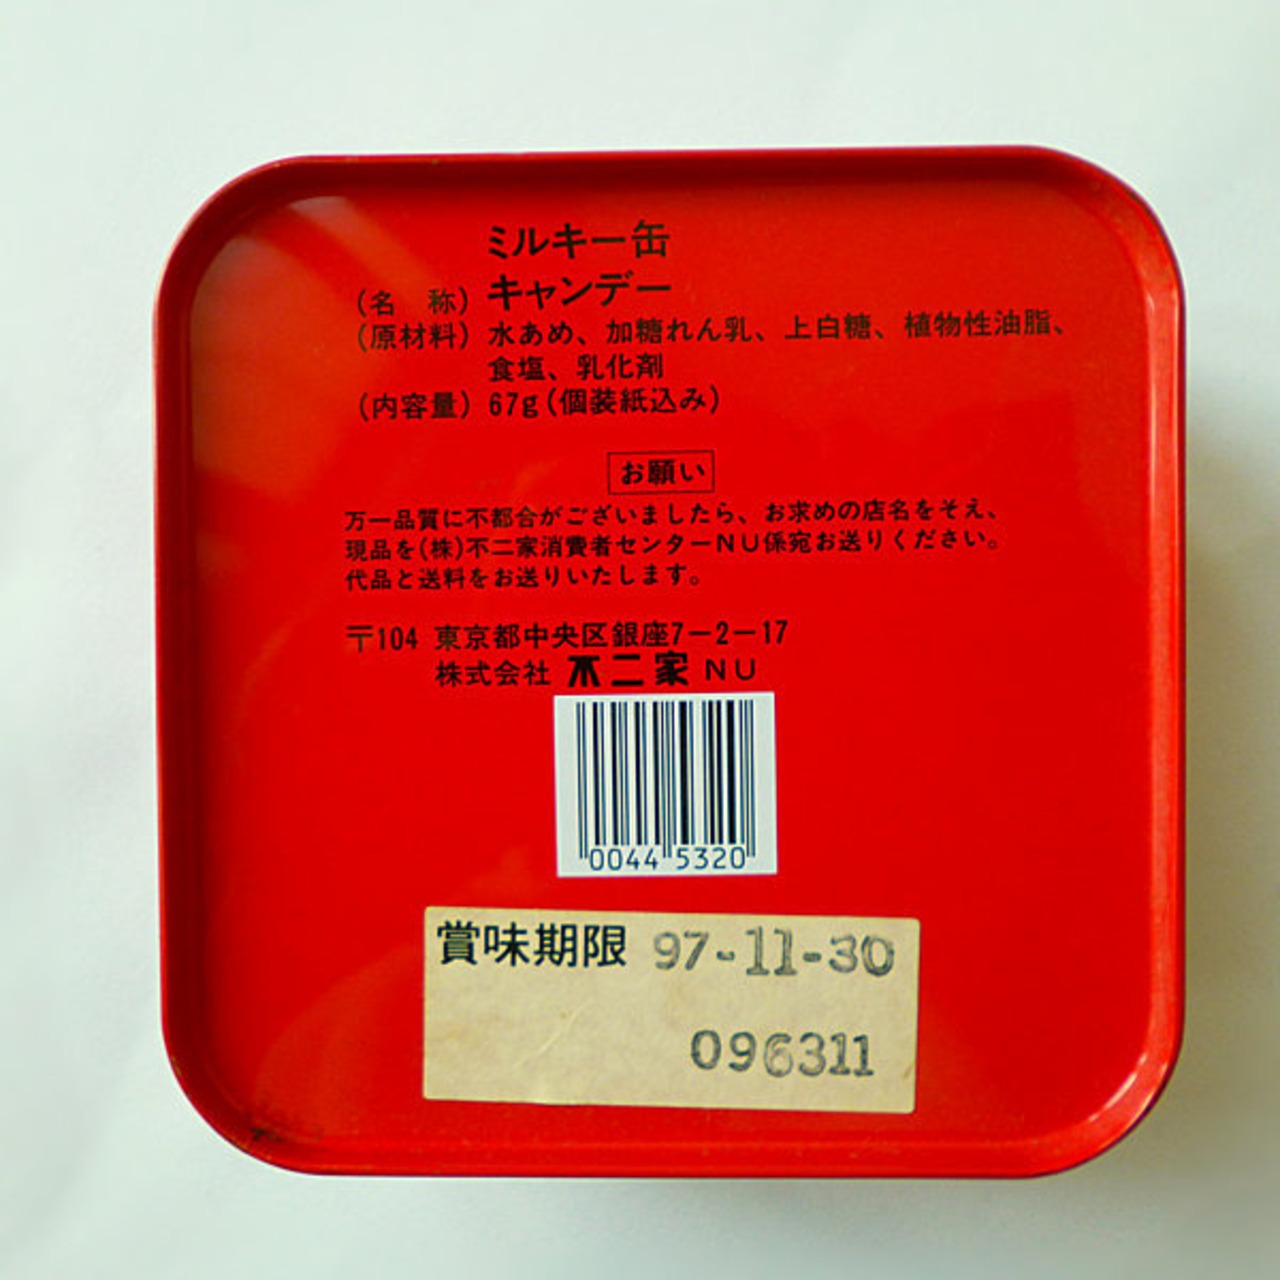 ミルキー缶
(名　称) キャンデー
(原材料) 水あめ、加糖れん乳、上白糖、植物性油脂、
食塩、乳化剤
(内容量) 67g(個装紙込み)
お願い
万一品質に不都合がございましたら、お求めの店名をそえ、
現品を(株)不二家消費者センターNU係宛お送りください。
代品と送料をお送りいたします。
〒104 東京都中央区銀座7-2-17
株式会社 不二家 NU
0044 5320
賞味期限 97-11-30
096311